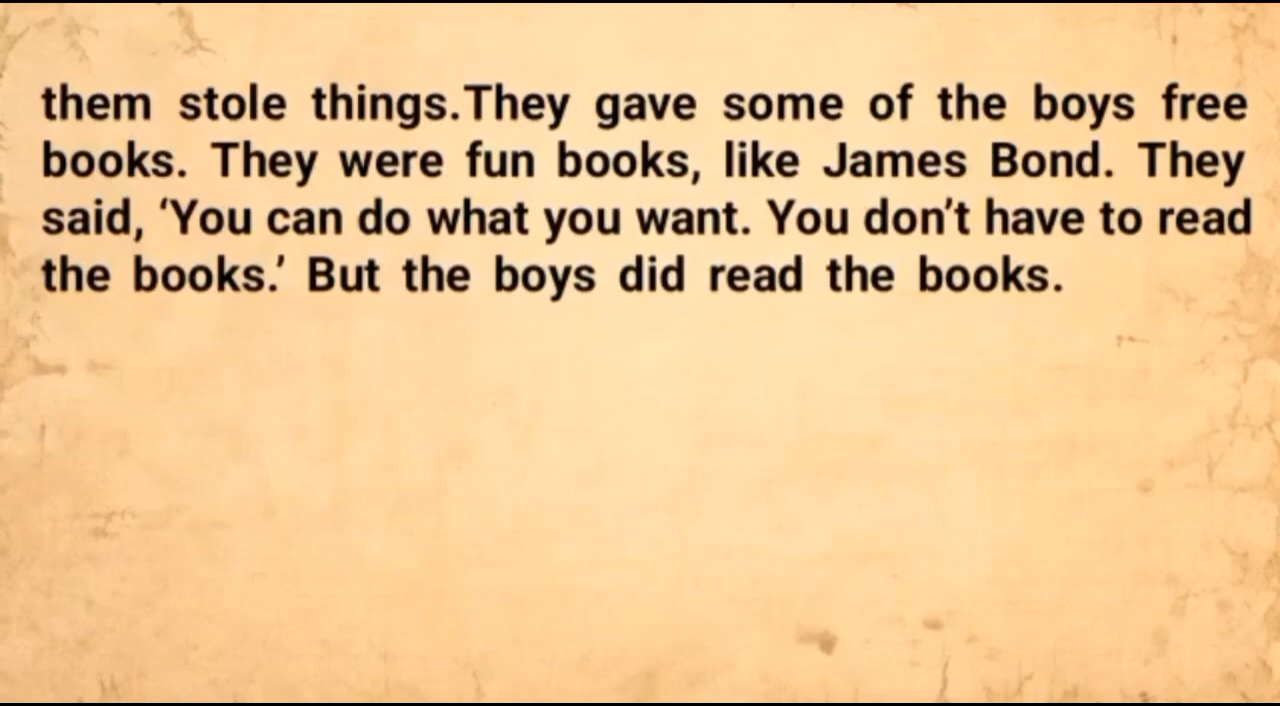 them stole things.They gave some of the boys free
books. They were fun books, like James Bond. They
said, ‘You can do what you want. You don’t have to read
the books.’ But the boys did read the books.